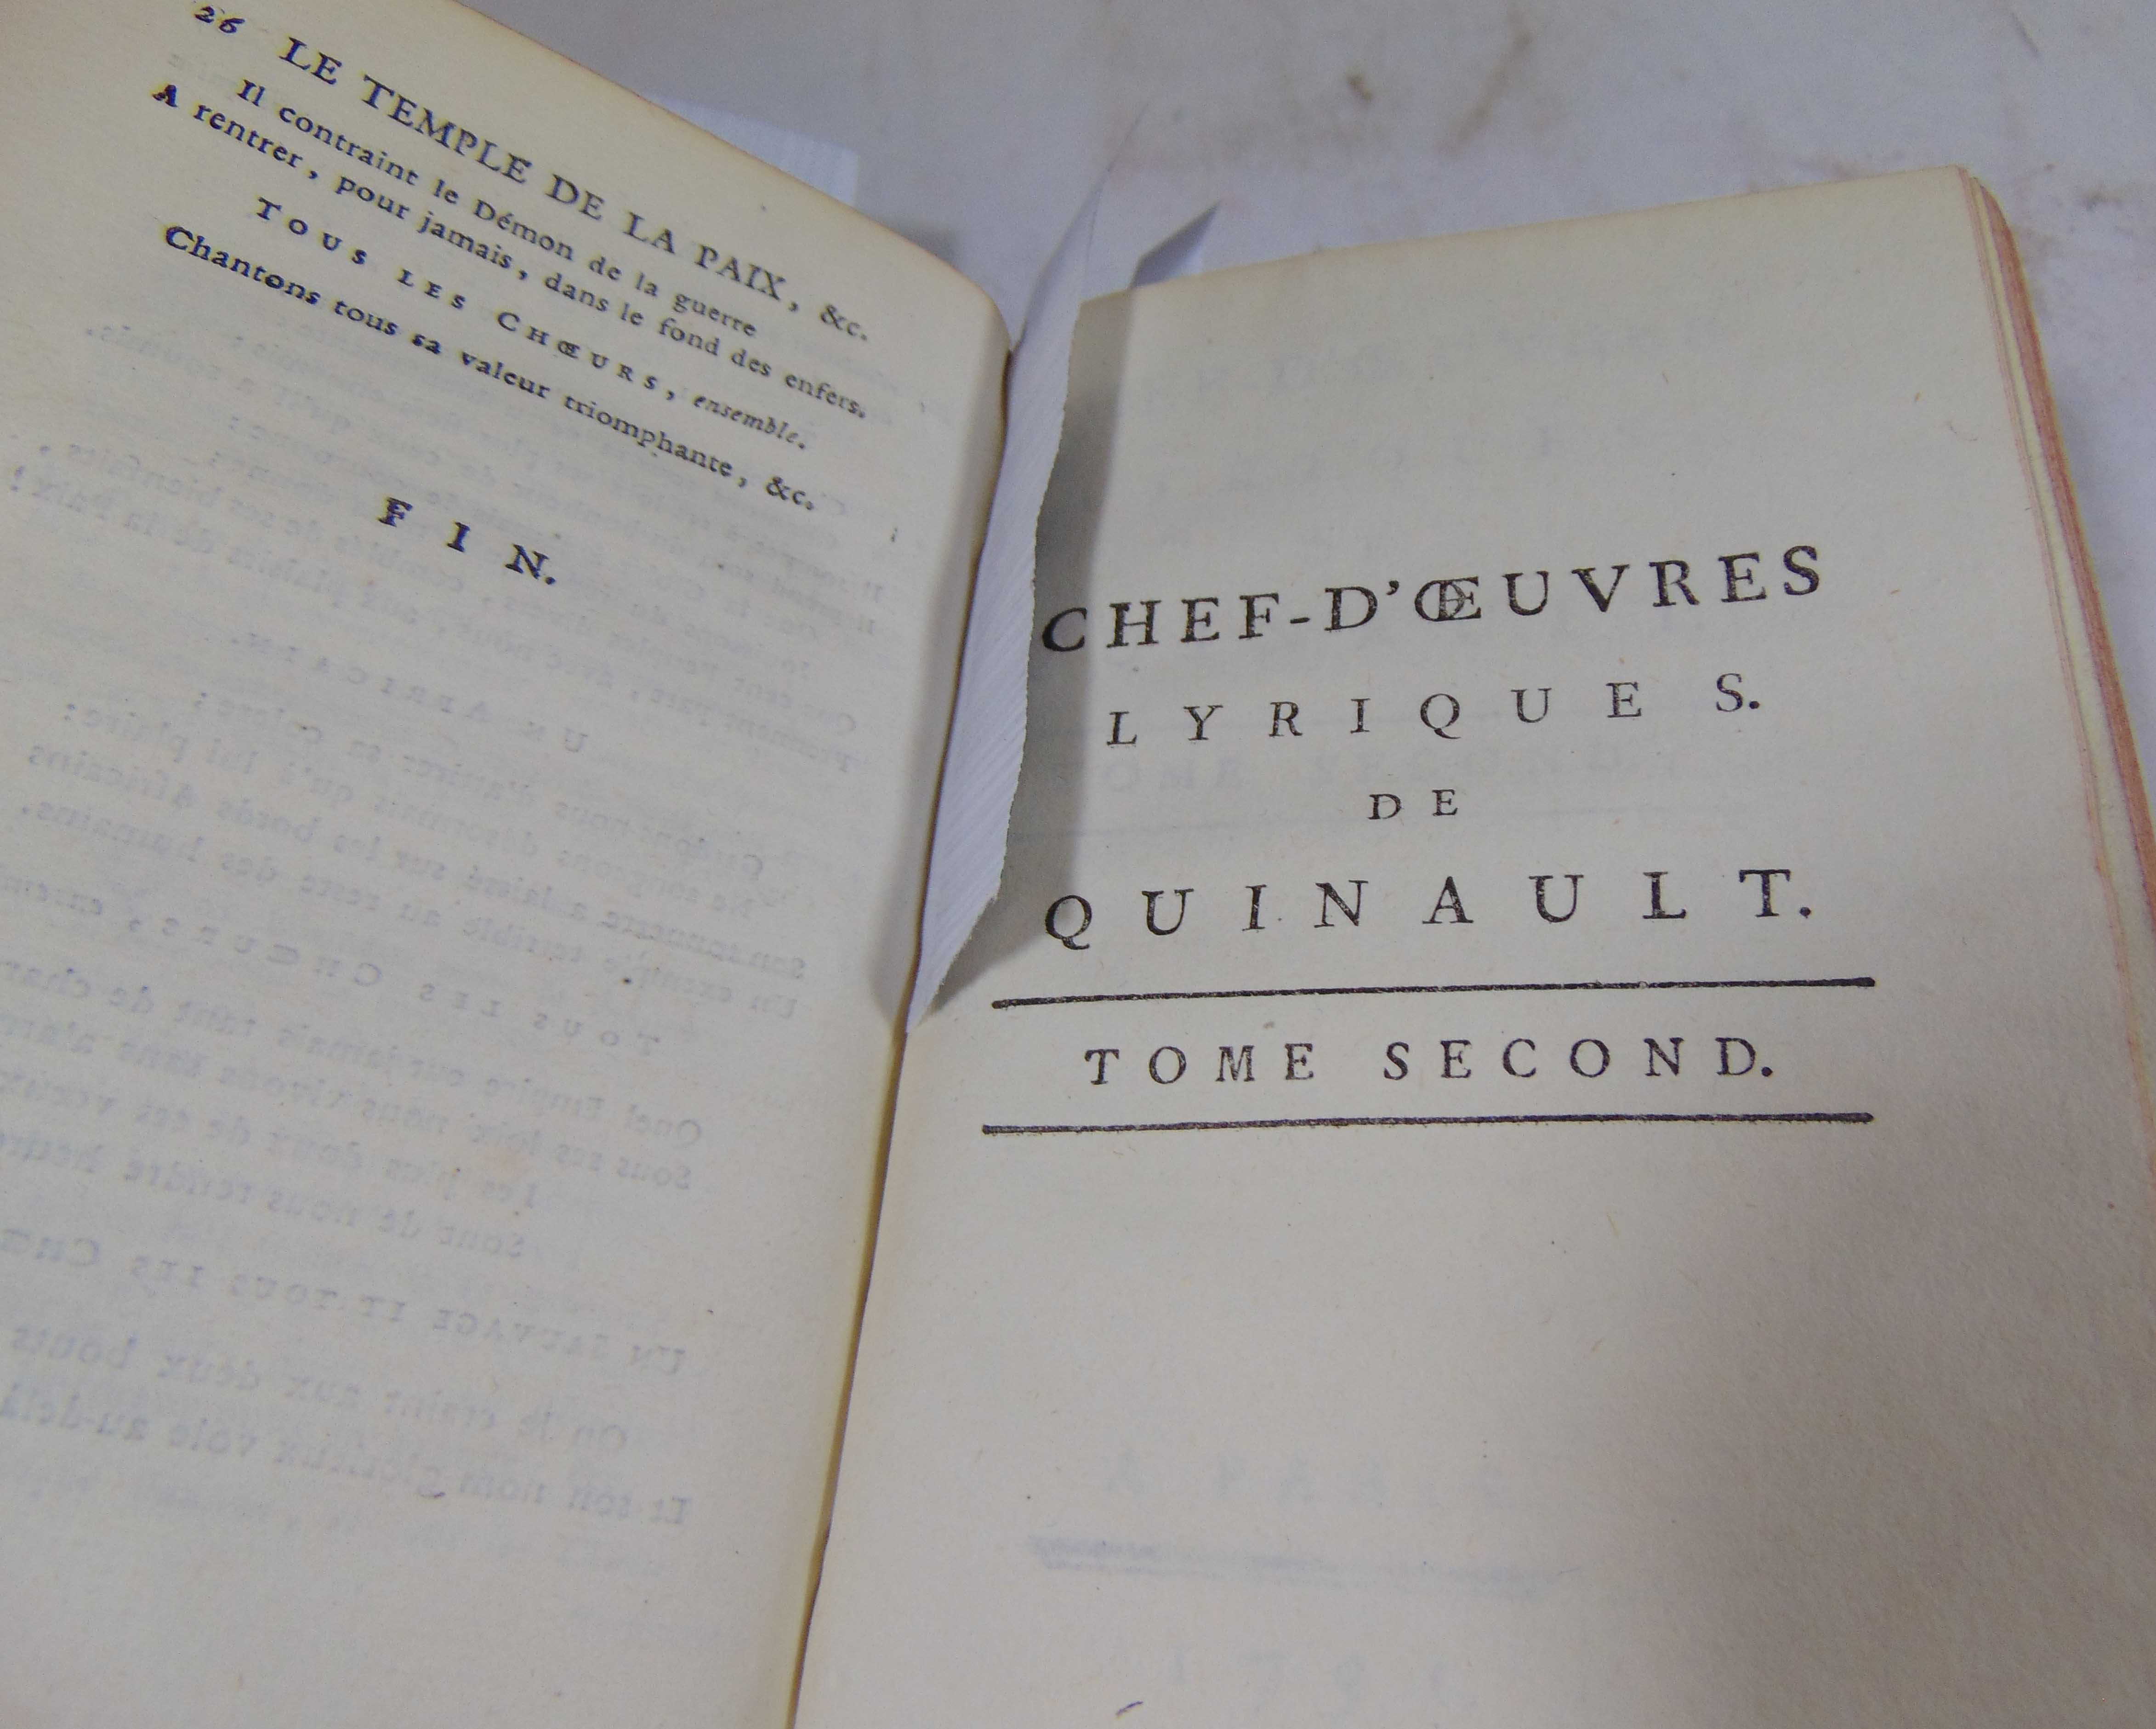 26 LE TEMPLE DE LA PAIX, &c.
Il contraint le Démon de la guerre
A rentrer, pour jamais, dans le fond des enfers.
TOUS LES CHŒURS, ensemble.
Chantons tous sa valeur triomphante, &c.
FIN.
CHEF-D'ŒUVRES
LYRIQUES.
DE
QUINAULT.
TOME SECOND.